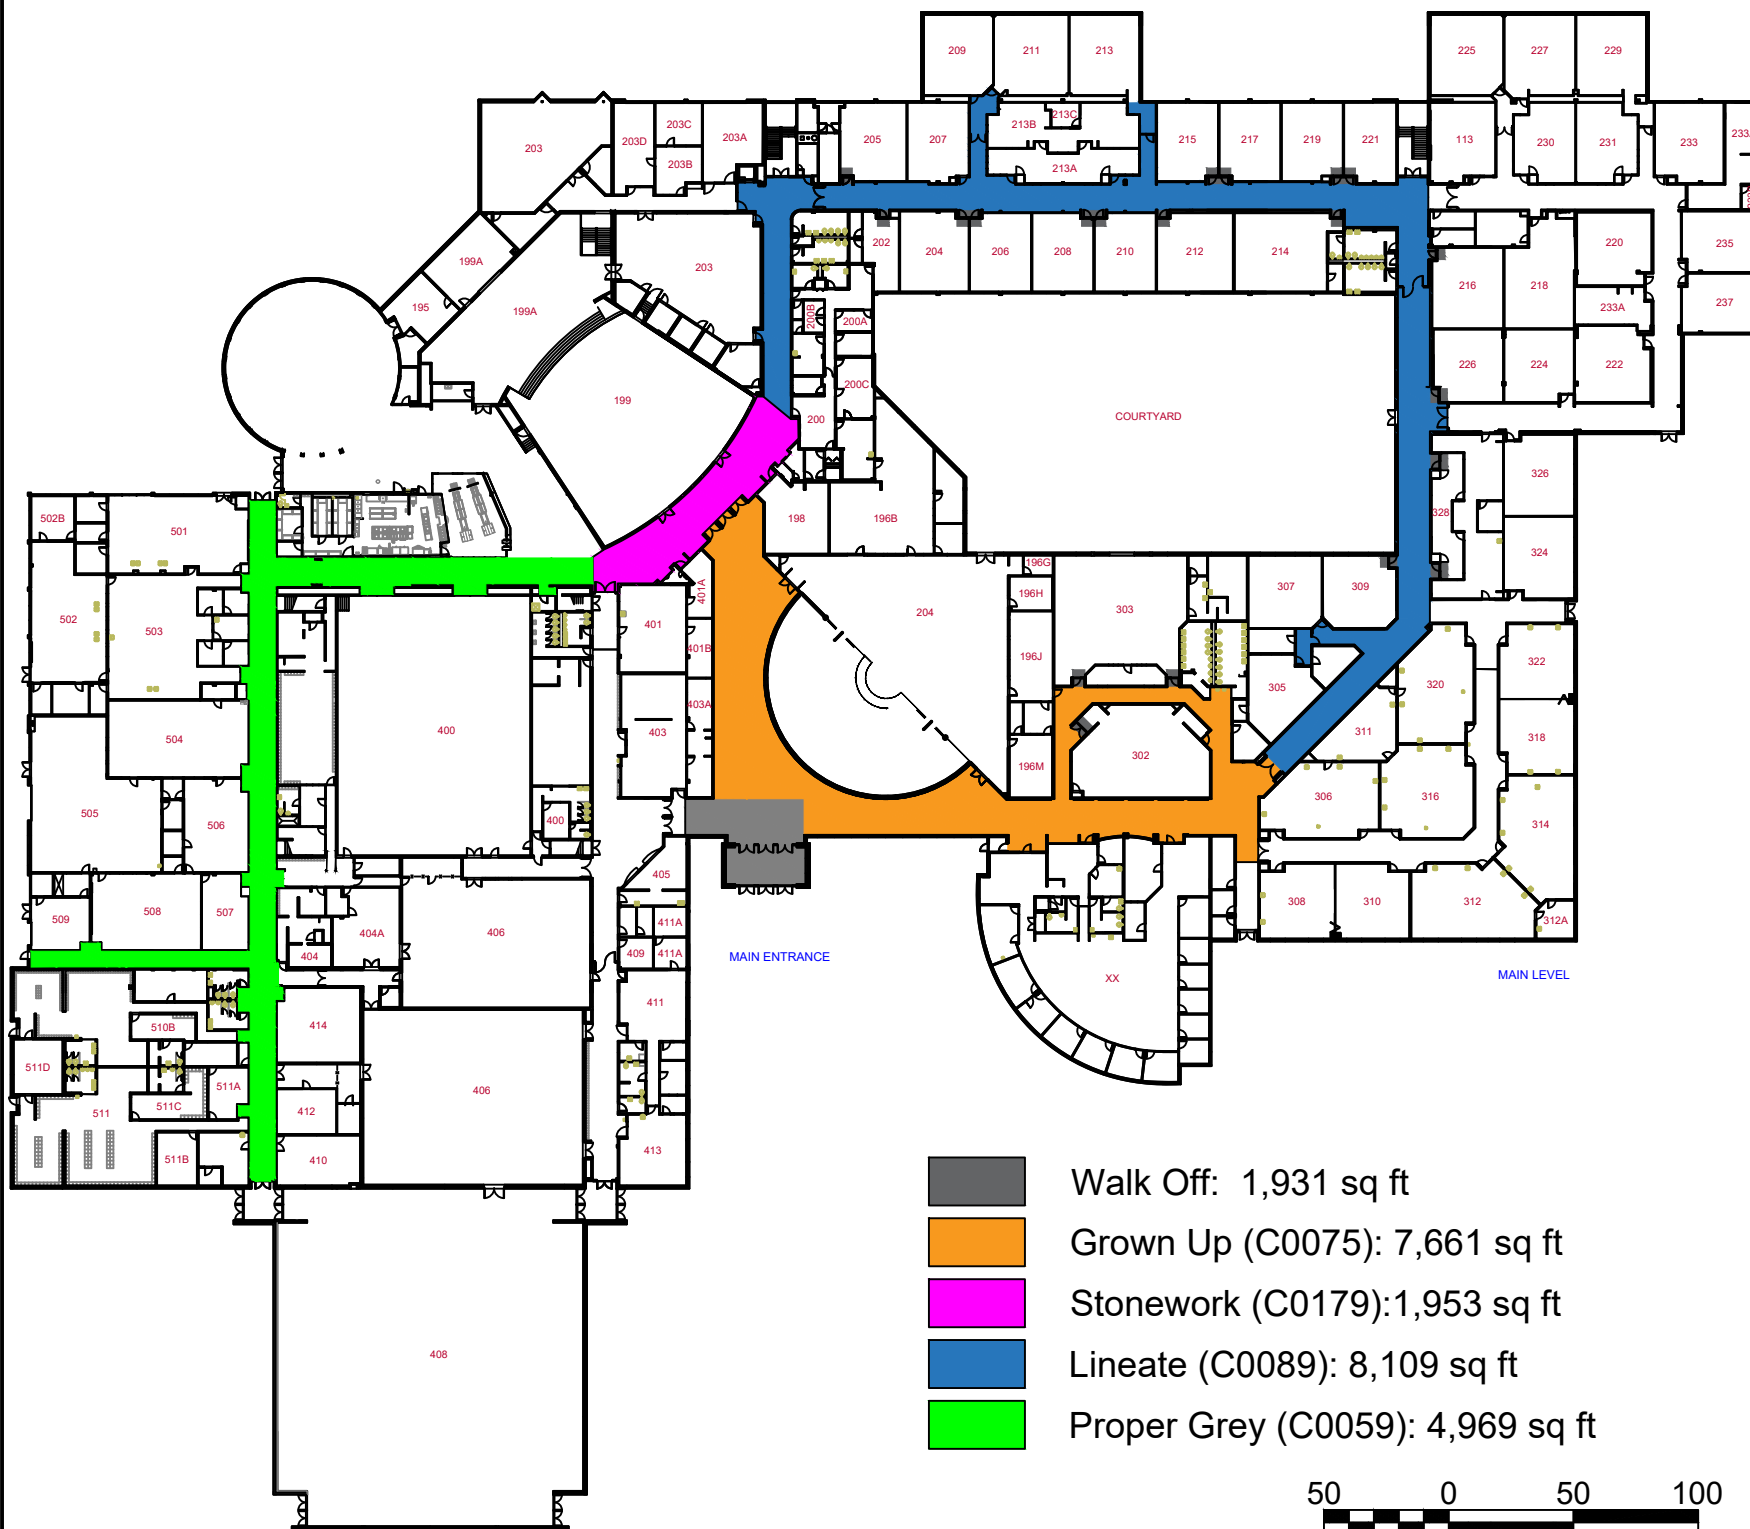 209 211 213
225 227 229
203 203D 203C 203A
203B
205 207 213B 213C
213A
215 217 219 221
113 230 231 233
199A 195 199A 203
202 204 206 208 210 212 214
220 235
216 218 233A 237
226 224 222
200B 200A
200C
200
199
COURTYARD
326
328
324
502B 501
198 196B
502 503
401 401A
401B
403A
403
204
196G
196H
196J
196M
303
307 309
305
302
311
320
322
318
306 316
314
504
400
505 506
400
405
509 508 507
404A
404
406
411A
409 411A
308 310 312
312A
MAIN ENTRANCE
XX
MAIN LEVEL
414
411
510B
511D
511A
511C
511
412
406
511B
410
413
408
Walk Off: 1,931 sq ft
Grown Up (C0075): 7,661 sq ft
Stonework (C0179):1,953 sq ft
Lineate (C0089): 8,109 sq ft
Proper Grey (C0059): 4,969 sq ft
50 0 50 100